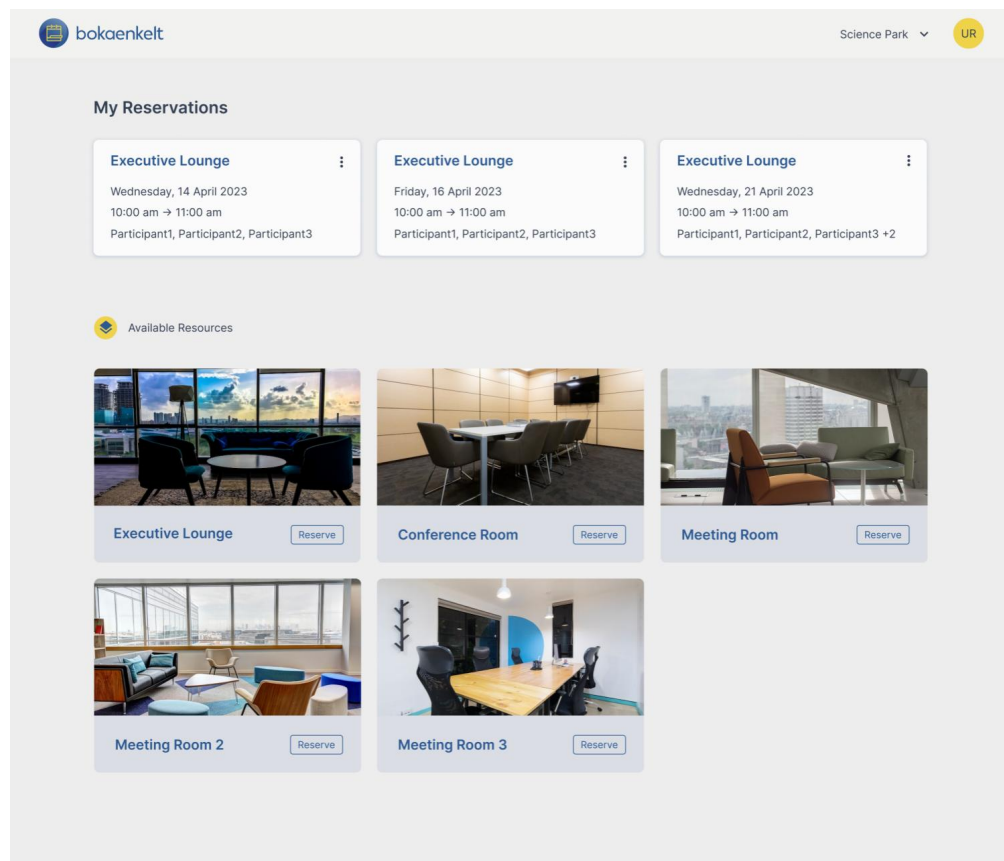 bokaenkelt
Science Park
UR
My Reservations
Executive Lounge
Wednesday, 14 April 2023
10:00 am → 11:00 am
Participant1, Participant2, Participant3
Executive Lounge
Friday, 16 April 2023
10:00 am → 11:00 am
Participant1, Participant2, Participant3
Executive Lounge
Wednesday, 21 April 2023
10:00 am → 11:00 am
Participant1, Participant2, Participant3 +2
Available Resources
Executive Lounge
Reserve
Conference Room
Reserve
Meeting Room
Reserve
Meeting Room 2
Reserve
Meeting Room 3
Reserve